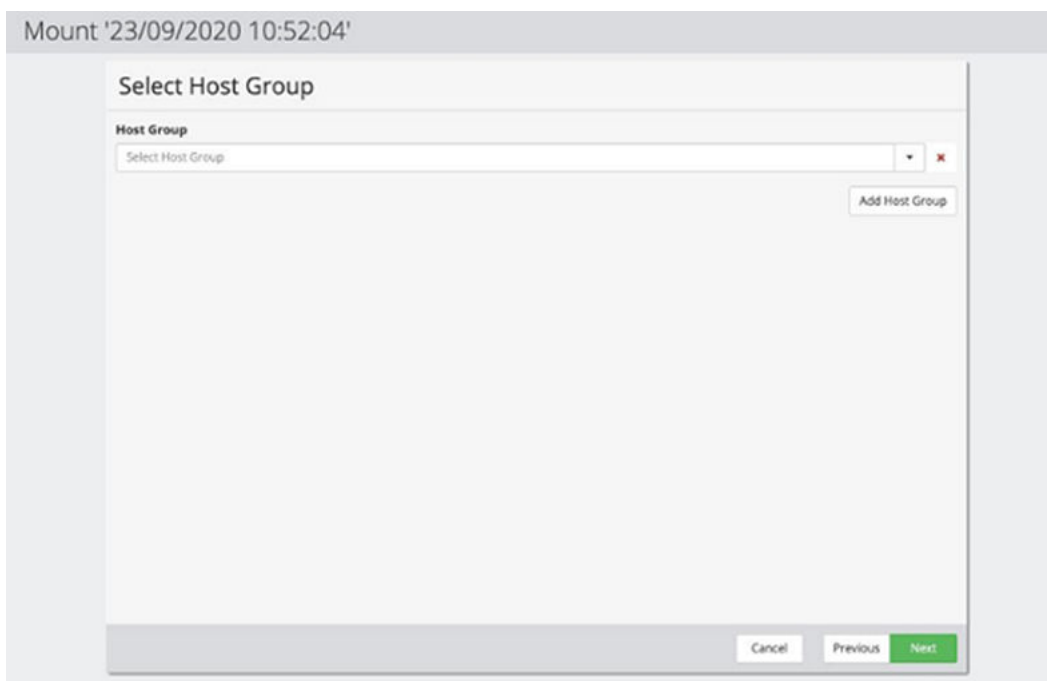 Mount '23/09/2020 10:52:04'
Select Host Group
Host Group
Select Host Group
Add Host Group
Cancel Previous Next